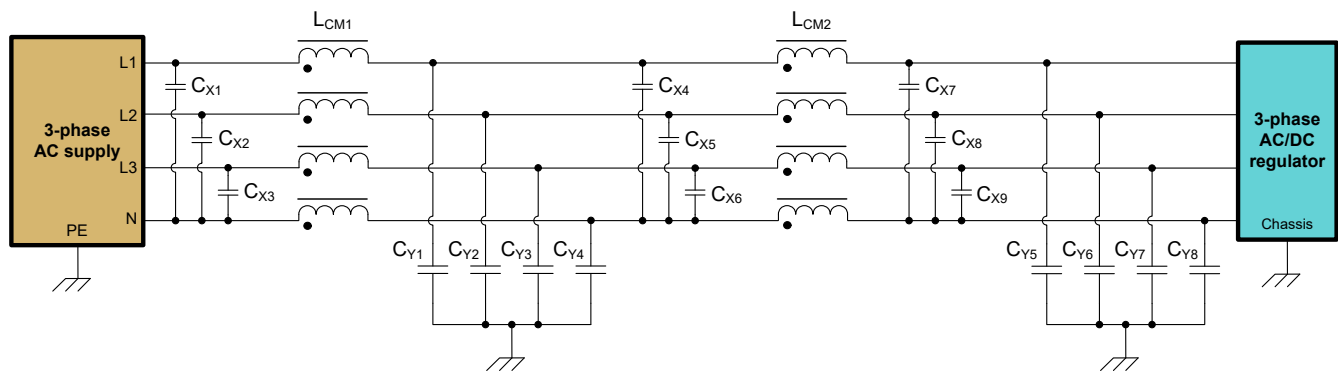 LCM1
LCM2
L1
L2
L3
N
3-phase
AC supply
PE
CX1
CX2
CX3
CX4
CX5
CX6
CX7
CX8
CX9
CY1
CY2
CY3
CY4
CY5
CY6
CY7
CY8
3-phase
AC/DC
regulator
Chassis